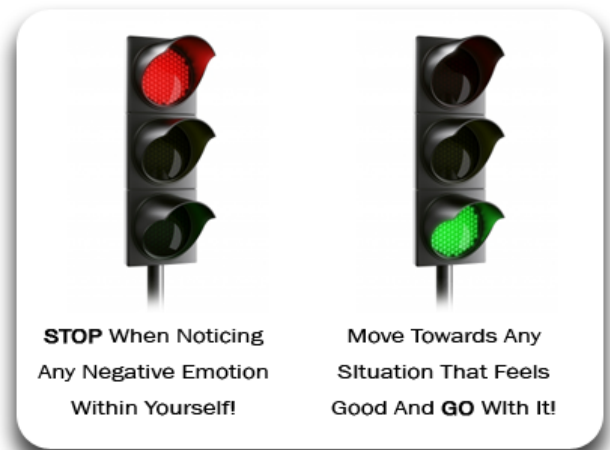 STOP When Noticing
Any Negative Emotion
Within Yourself!
Move Towards Any
SItuation That Feels
Good And GO WIth It!